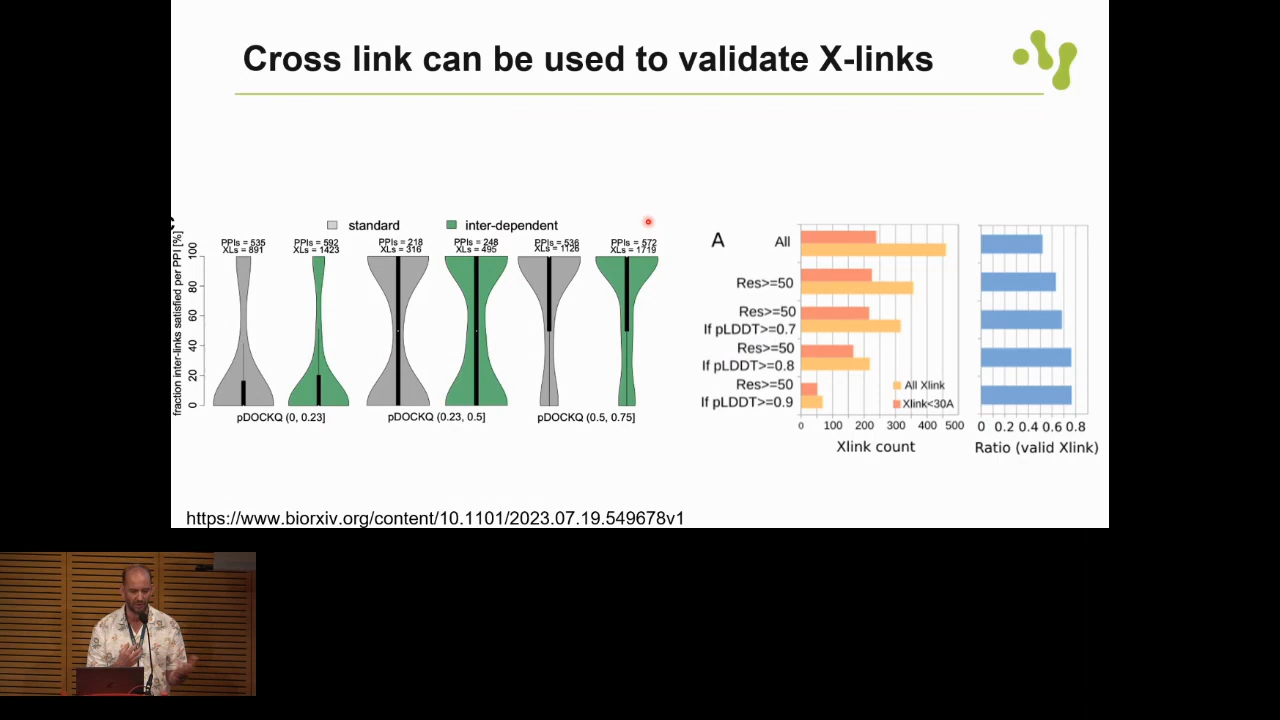 Cross link can be used to validate X-links
standard
inter-dependent
fraction inter-links satisfied per PPI [%]
100
80
60
40
20
0
PPIs = 535
XLs = 891
PPIs = 592
XLs = 1423
PPIs = 218
XLs = 316
PPIs = 248
XLs = 495
PPIs = 536
XLs = 1128
PPIs = 572
XLs = 1719
pDOCKQ (0, 0.23]
pDOCKQ (0.23, 0.5]
pDOCKQ (0.5, 0.75]
A
All
Res>=50
Res>=50
If pLDDT>=0.7
Res>=50
If pLDDT>=0.8
Res>=50
If pLDDT>=0.9
All Xlink
Xlink<30A
0 100 200 300 400 500
Xlink count
0 0.2 0.4 0.6 0.8
Ratio (valid Xlink)
https://www.biorxiv.org/content/10.1101/2023.07.19.549678v1